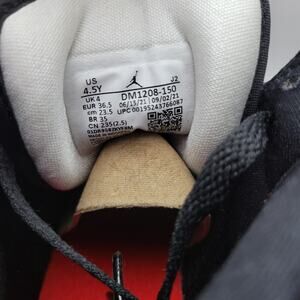 US
4.5Y
J2
UK 4
DM1208-150
EUR 36.5
06/15/21 | 09/02/21
cm 23.5
UPC 00195243766087
BR 35
CN 235(2.5)